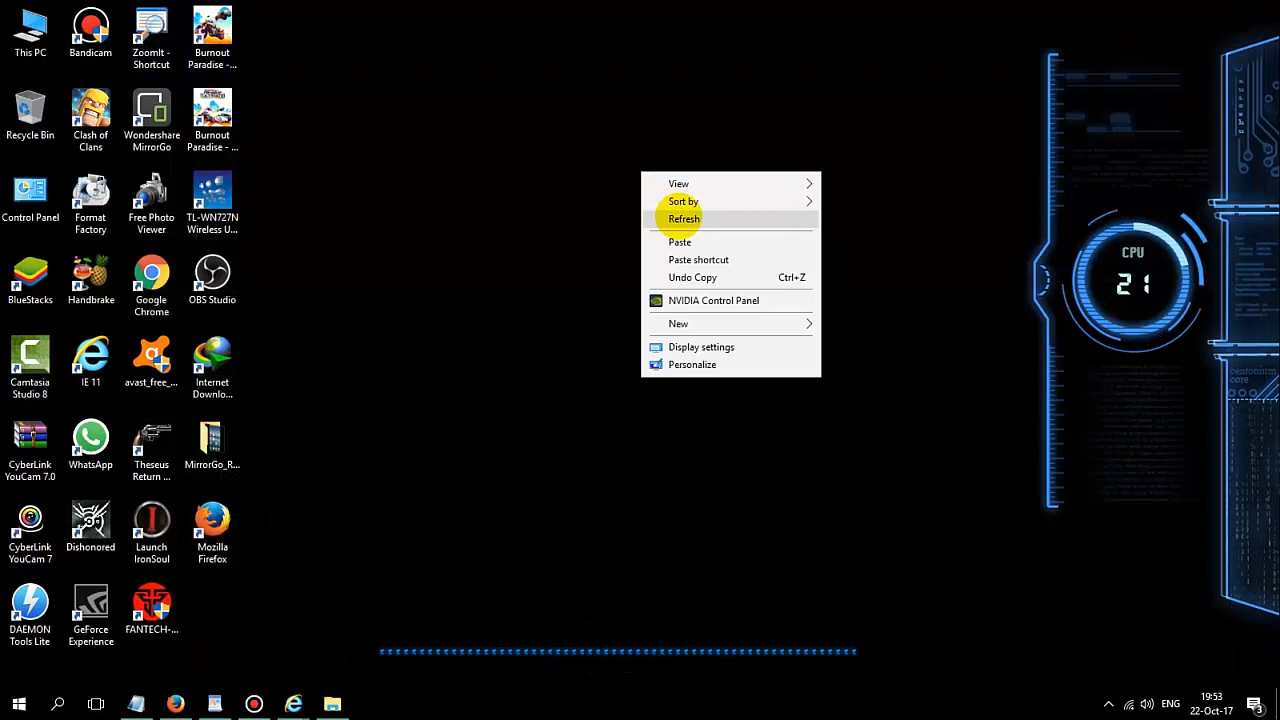 This PC
Bandicam
ZoomIt -
Shortcut
Burnout
Paradise -...
Recycle Bin
Clash of
Clans
Wondershare
MirrorGo
Burnout
Paradise -...
Control Panel
Format
Factory
Free Photo
Viewer
TL-WN727N
Wireless U...
BlueStacks
Handbrake
Google
Chrome
OBS Studio
Camtasia
Studio 8
IE 11
avast_free_...
Internet
Downlo...
CyberLink
YouCam 7.0
WhatsApp
Theseus
Return ...
MirrorGo_R...
CyberLink
YouCam 7
Dishonored
Launch
IronSoul
Mozilla
Firefox
DAEMON
Tools Lite
GeForce
Experience
FANTECH-...
View
Sort by
Refresh
Paste
Paste shortcut
Undo Copy Ctrl+Z
NVIDIA Control Panel
New
Display settings
Personalize
CPU
21
centonium
core
ENG
19:53
22-Oct-17
3